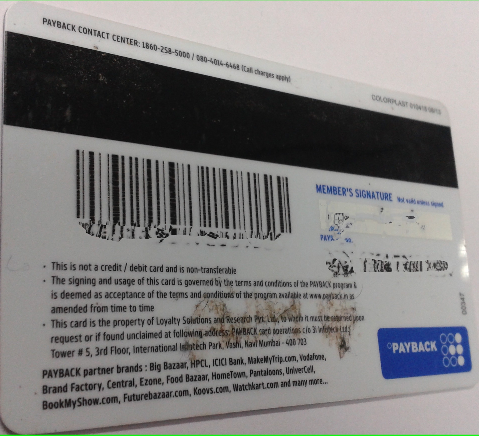 PAYBACK CONTACT CENTER: 1860-258-5000 / 080-4014-6468 (Call charges apply)
COLORPLAST
MEMBER'S SIGNATURE Not valid unless signed
PAYBA
• This is not a credit / debit card and is non-transferable
• The signing and usage of this card is governed by the terms and conditions of the PAYBACK program &
is deemed as acceptance of the terms and conditions of the program available at www.payback.in
amended from time to time
• This card is the property of Loyalty Solutions and Research Pvt. Ltd., to whom it must be returned upon
request or if found unclaimed at following address: PAYBACK card operations c/o 3i Infotech Ltd.
Tower # 5, 3rd Floor, International Infotech Park, Vashi, Navi Mumbai - 400 703
PAYBACK partner brands : Big Bazaar, HPCL, ICICI Bank, MakeMyTrip.com, Vodafone,
Brand Factory, Central, Ezone, Food Bazaar, HomeTown, Pantaloons, UniverCell,
BookMyShow.com, Futurebazaar.com, Koovs.com, Watchkart.com and many more...
PAYBACK